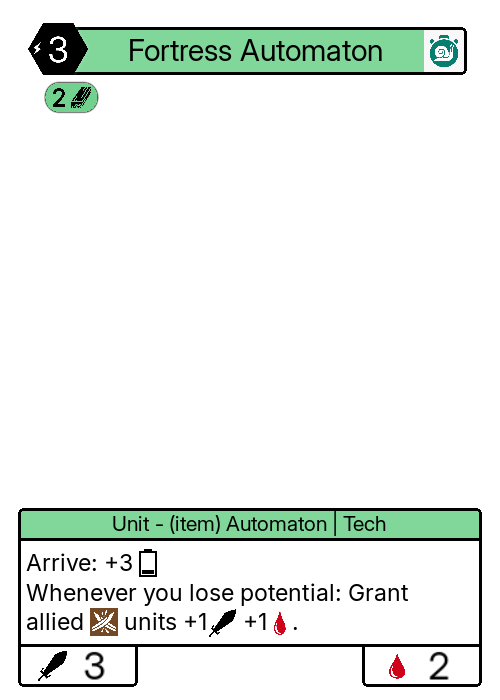 3 Fortress Automaton
2
Unit - (item) Automaton | Tech
Arrive: +3
Whenever you lose potential: Grant
allied units +1 +1 .
3 2